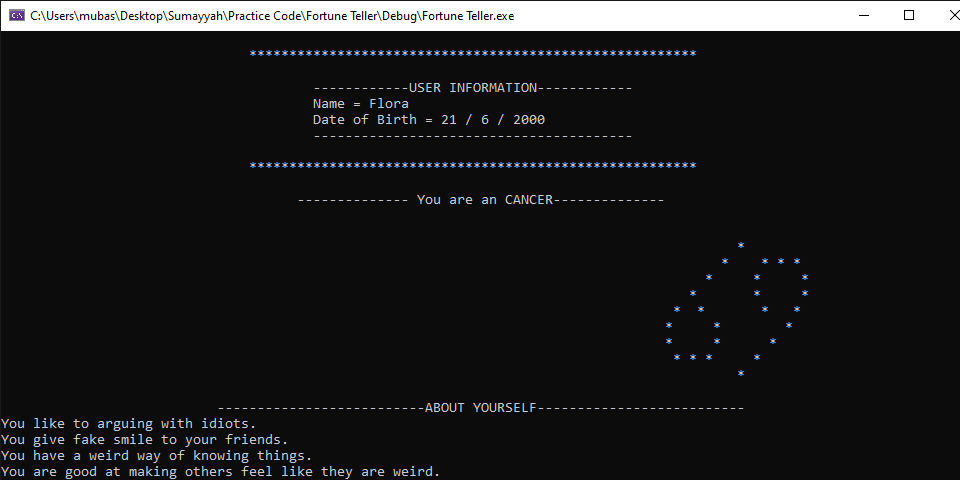 C:\Users\mubas\Desktop\Sumayyah\Practice Code\Fortune Teller\Debug\Fortune Teller.exe
********************************************************
------------USER INFORMATION------------
Name = Flora
Date of Birth = 21 / 6 / 2000
----------------------------------------
********************************************************
-------------- You are an CANCER--------------
*
*    * * *
*     *     *
*       *     *
*  *       *   *
*     *        *
*     *      *
* * *     *
*
--------------------------ABOUT YOURSELF--------------------------
You like to arguing with idiots.
You give fake smile to your friends.
You have a weird way of knowing things.
You are good at making others feel like they are weird.